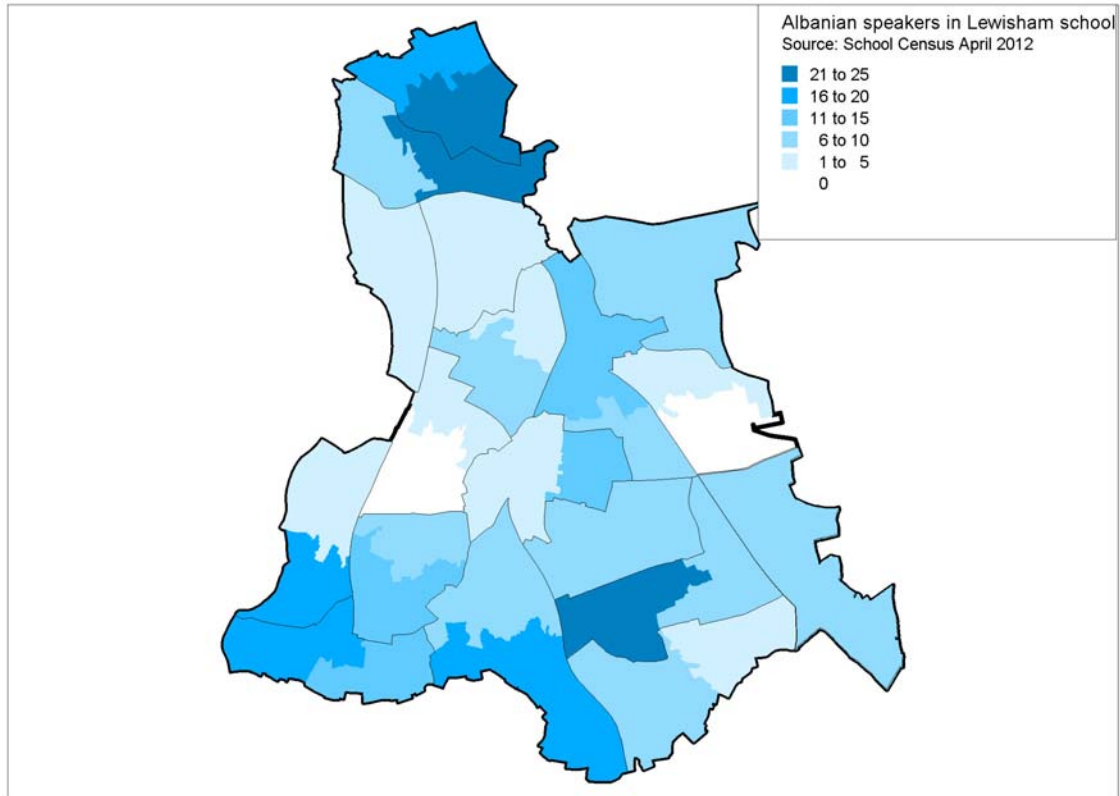 Albanian speakers in Lewisham school
Source: School Census April 2012
21 to 25
16 to 20
11 to 15
6 to 10
1 to 5
0